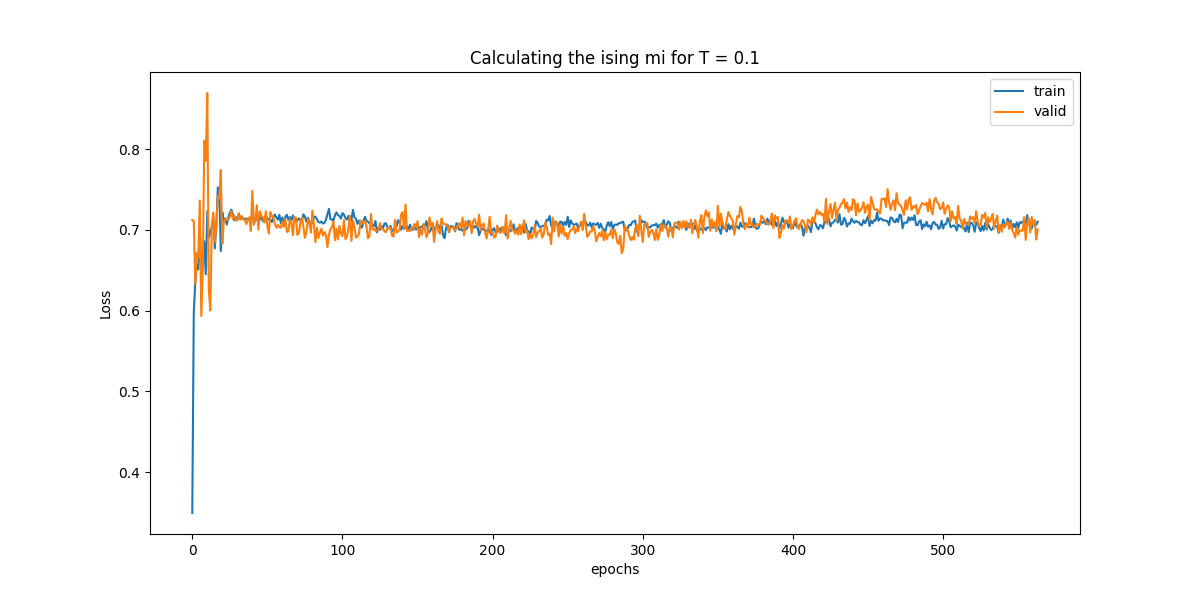 Calculating the ising mi for T = 0.1
train
valid
0.8
0.7
0.6
0.5
0.4
Loss
0 100 200 300 400 500
epochs